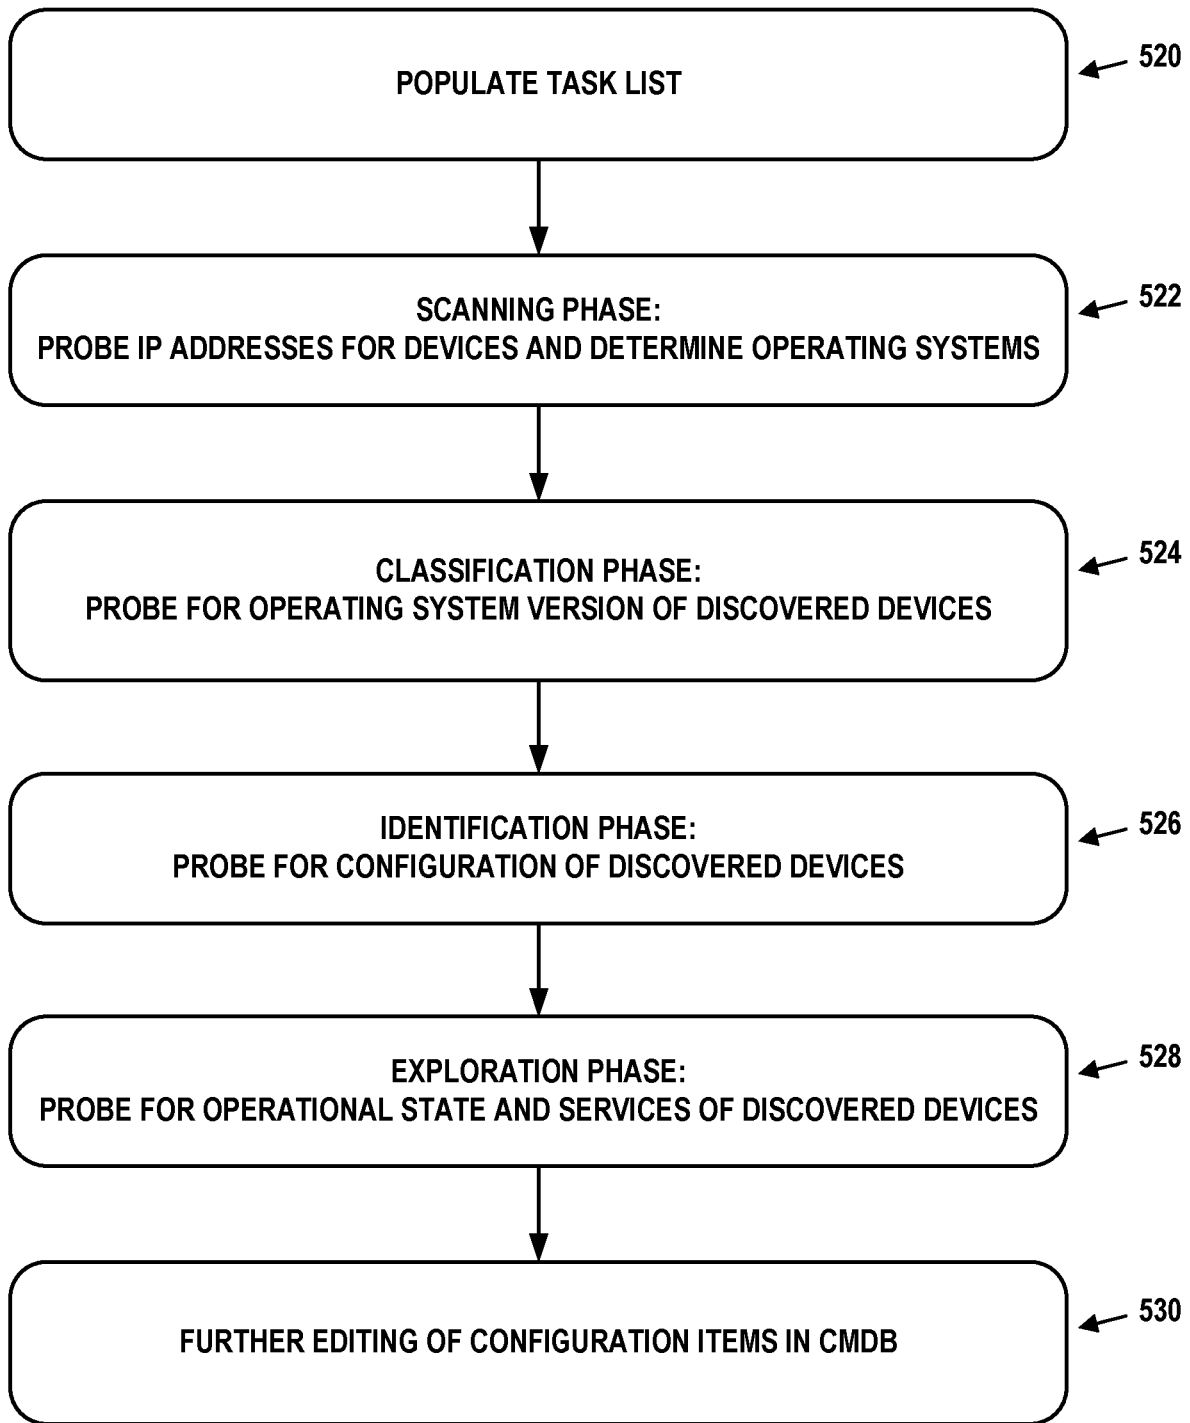 POPULATE TASK LIST
520
SCANNING PHASE:
PROBE IP ADDRESSES FOR DEVICES AND DETERMINE OPERATING SYSTEMS
522
CLASSIFICATION PHASE:
PROBE FOR OPERATING SYSTEM VERSION OF DISCOVERED DEVICES
524
IDENTIFICATION PHASE:
PROBE FOR CONFIGURATION OF DISCOVERED DEVICES
526
EXPLORATION PHASE:
PROBE FOR OPERATIONAL STATE AND SERVICES OF DISCOVERED DEVICES
528
FURTHER EDITING OF CONFIGURATION ITEMS IN CMDB
530